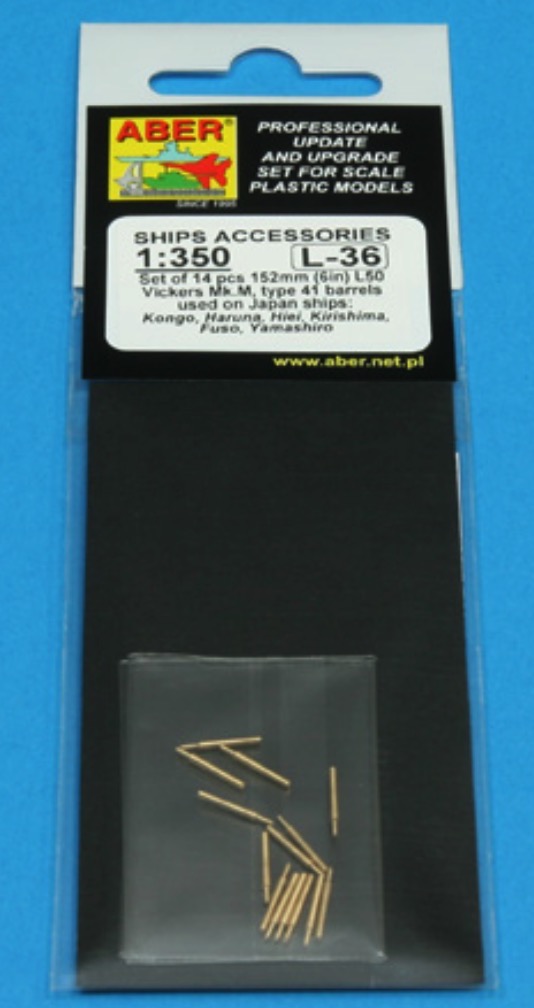 ABER®
SINCE 1995
PROFESSIONAL
UPDATE
AND UPGRADE
SET FOR SCALE
PLASTIC MODELS
SHIPS ACCESSORIES
1:350 L-36
Set of 14 pcs 152mm (6in) L50
Vickers Mk.M, type 41 barrels
used on Japan ships:
Kongo, Haruna, Hiei, Kirishima,
Fuso, Yamashiro
www.aber.net.pl